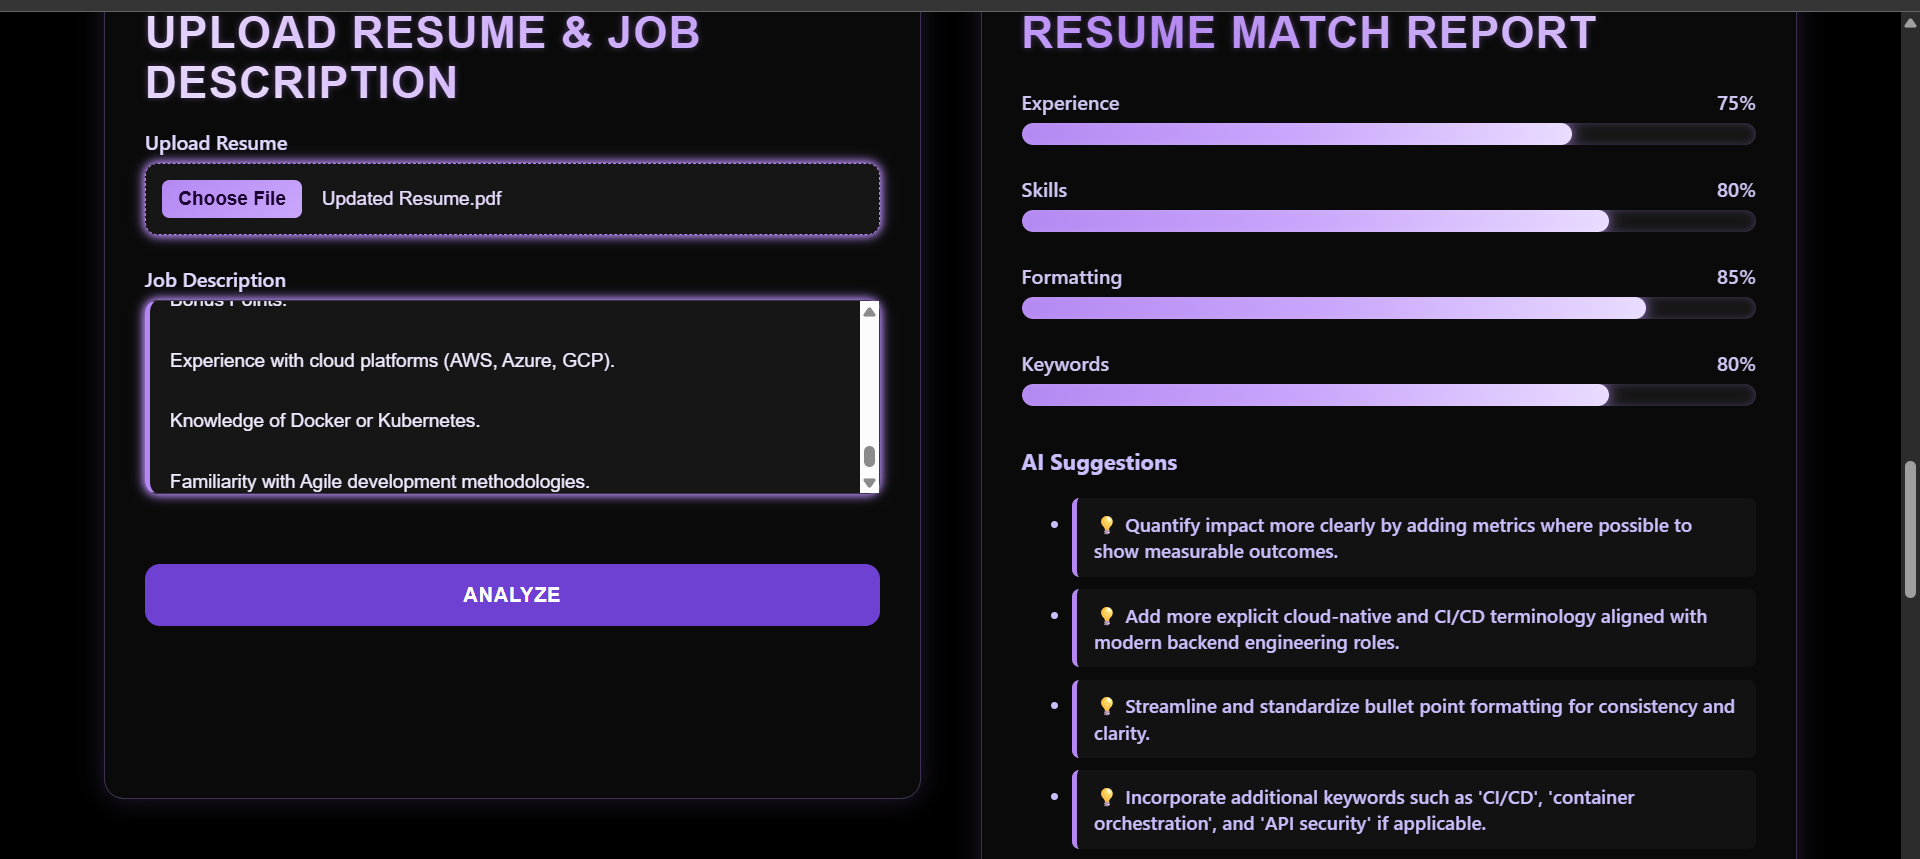 UPLOAD RESUME & JOB
DESCRIPTION
Upload Resume
Choose File Updated Resume.pdf
Job Description
Bonus Points:
Experience with cloud platforms (AWS, Azure, GCP).
Knowledge of Docker or Kubernetes.
Familiarity with Agile development methodologies.
ANALYZE
RESUME MATCH REPORT
Experience 75%
Skills 80%
Formatting 85%
Keywords 80%
AI Suggestions
• 💡 Quantify impact more clearly by adding metrics where possible to
show measurable outcomes.
• 💡 Add more explicit cloud-native and CI/CD terminology aligned with
modern backend engineering roles.
• 💡 Streamline and standardize bullet point formatting for consistency and
clarity.
• 💡 Incorporate additional keywords such as 'CI/CD', 'container
orchestration', and 'API security' if applicable.